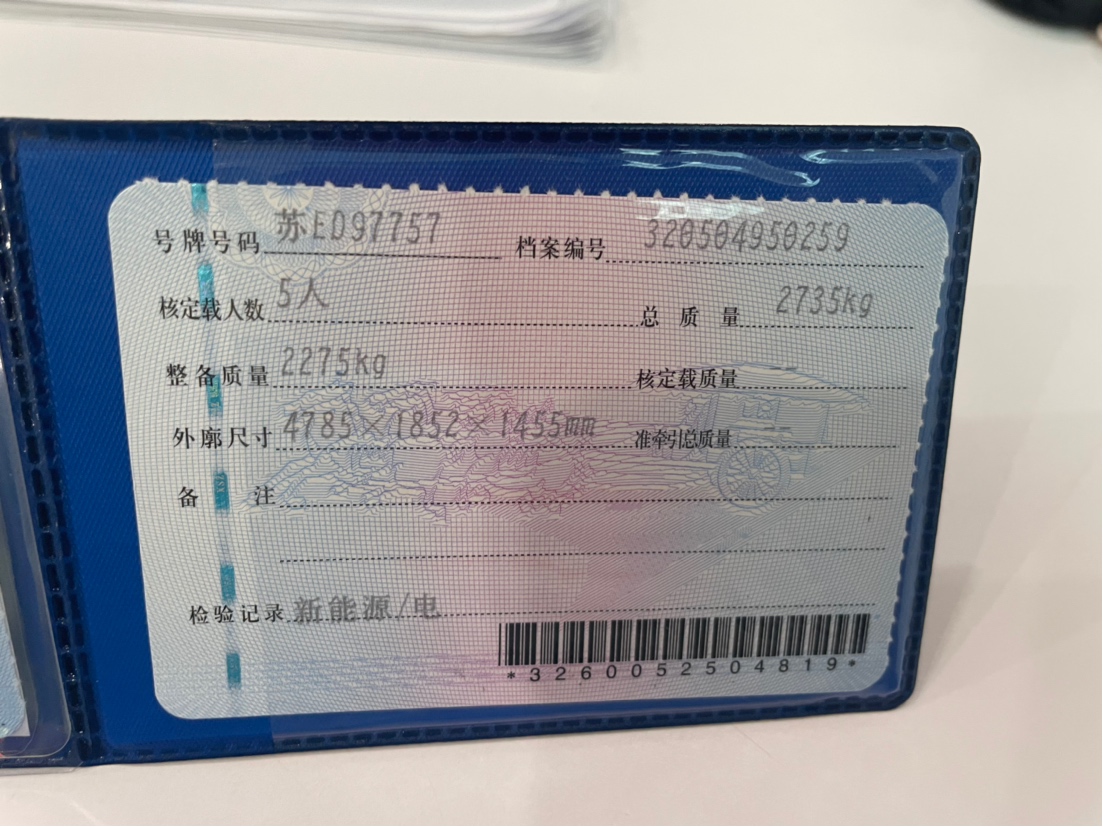 号牌号码 苏ED97757 档案编号 320504950259
核定载人数 5人 总质量 2735kg
整备质量 2275kg 核定载质量 --
外廓尺寸 4785×1852×1455mm 准牵引总质量 --
备注
检验记录 新能源/电
*3260052504819*